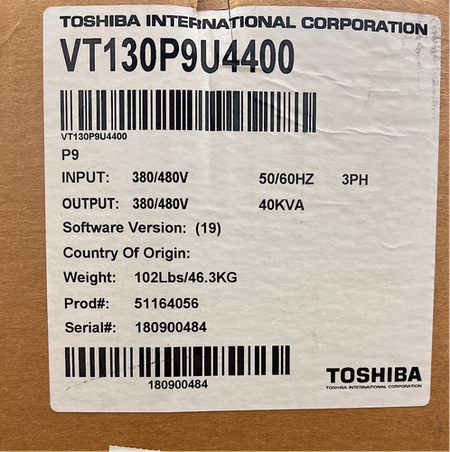 TOSHIBA INTERNATIONAL CORPORATION
VT130P9U4400
VT130P9U4400
P9
INPUT: 380/480V 50/60HZ 3PH
OUTPUT: 380/480V 40KVA
Software Version: (19)
Country Of Origin:
Weight: 102Lbs/46.3KG
Prod#: 51164056
Serial#: 180900484
180900484
TOSHIBA
TOSHIBA INTERNATIONAL CORPORATION